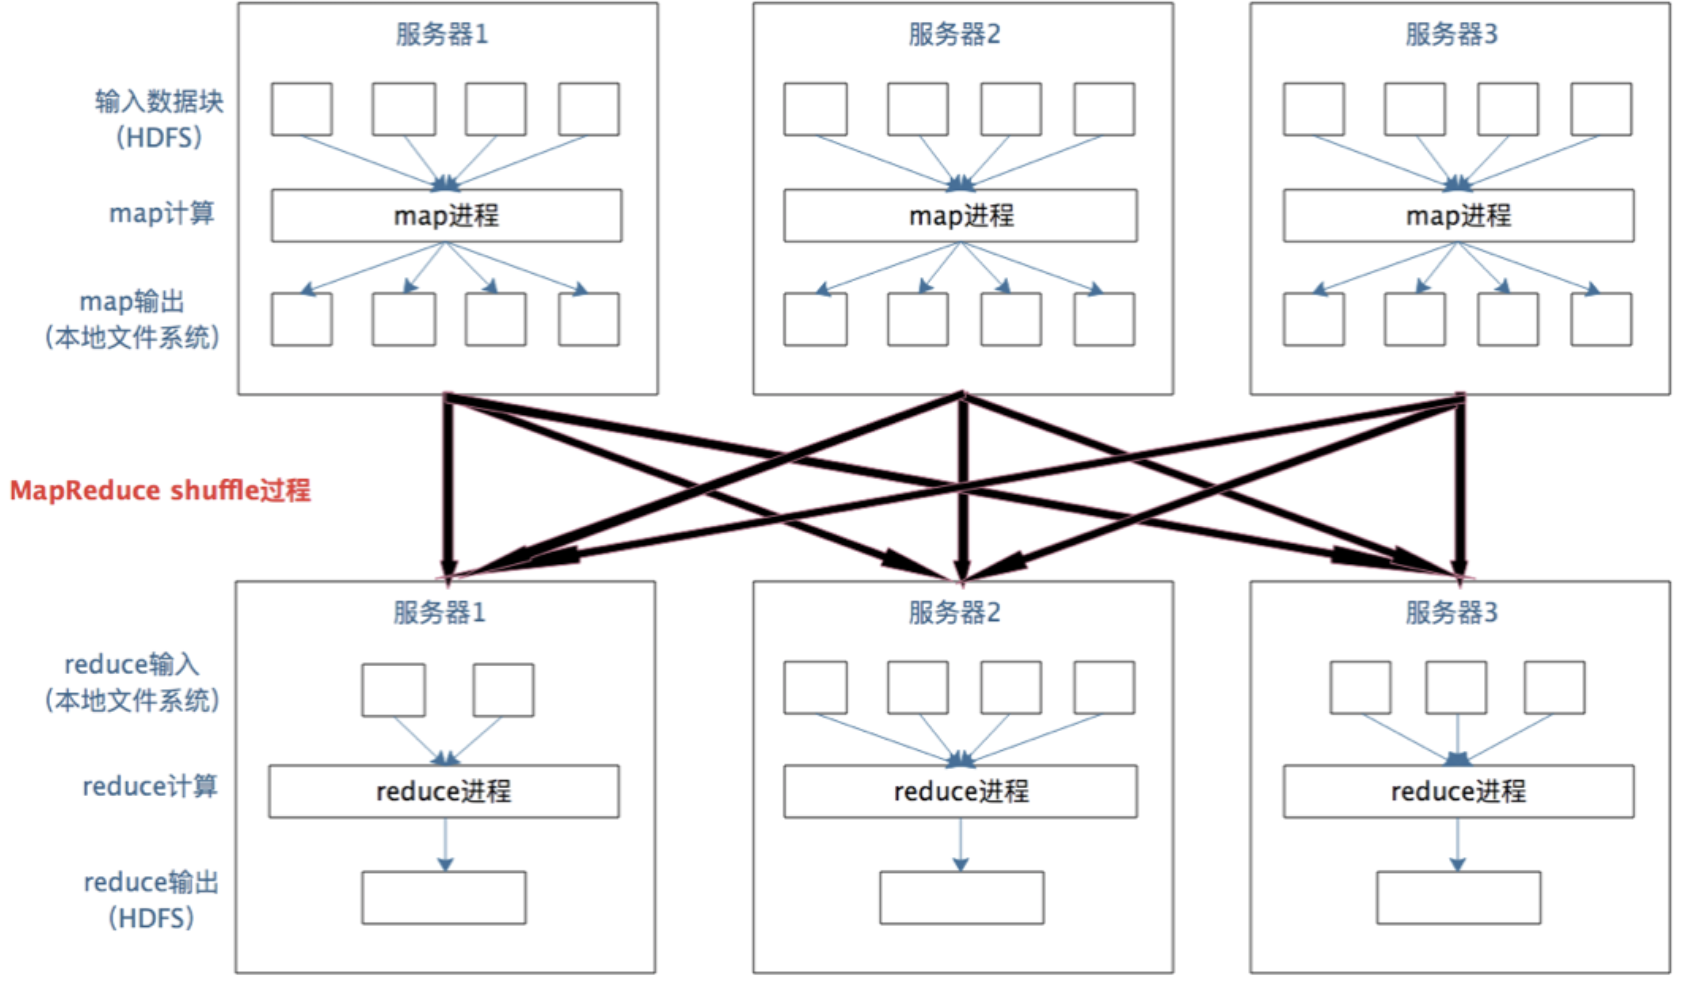 服务器1
服务器2
服务器3
输入数据块
(HDFS)
map计算
map进程
map进程
map进程
map输出
(本地文件系统)
MapReduce shuffle过程
服务器1
服务器2
服务器3
reduce输入
(本地文件系统)
reduce计算
reduce进程
reduce进程
reduce进程
reduce输出
(HDFS)